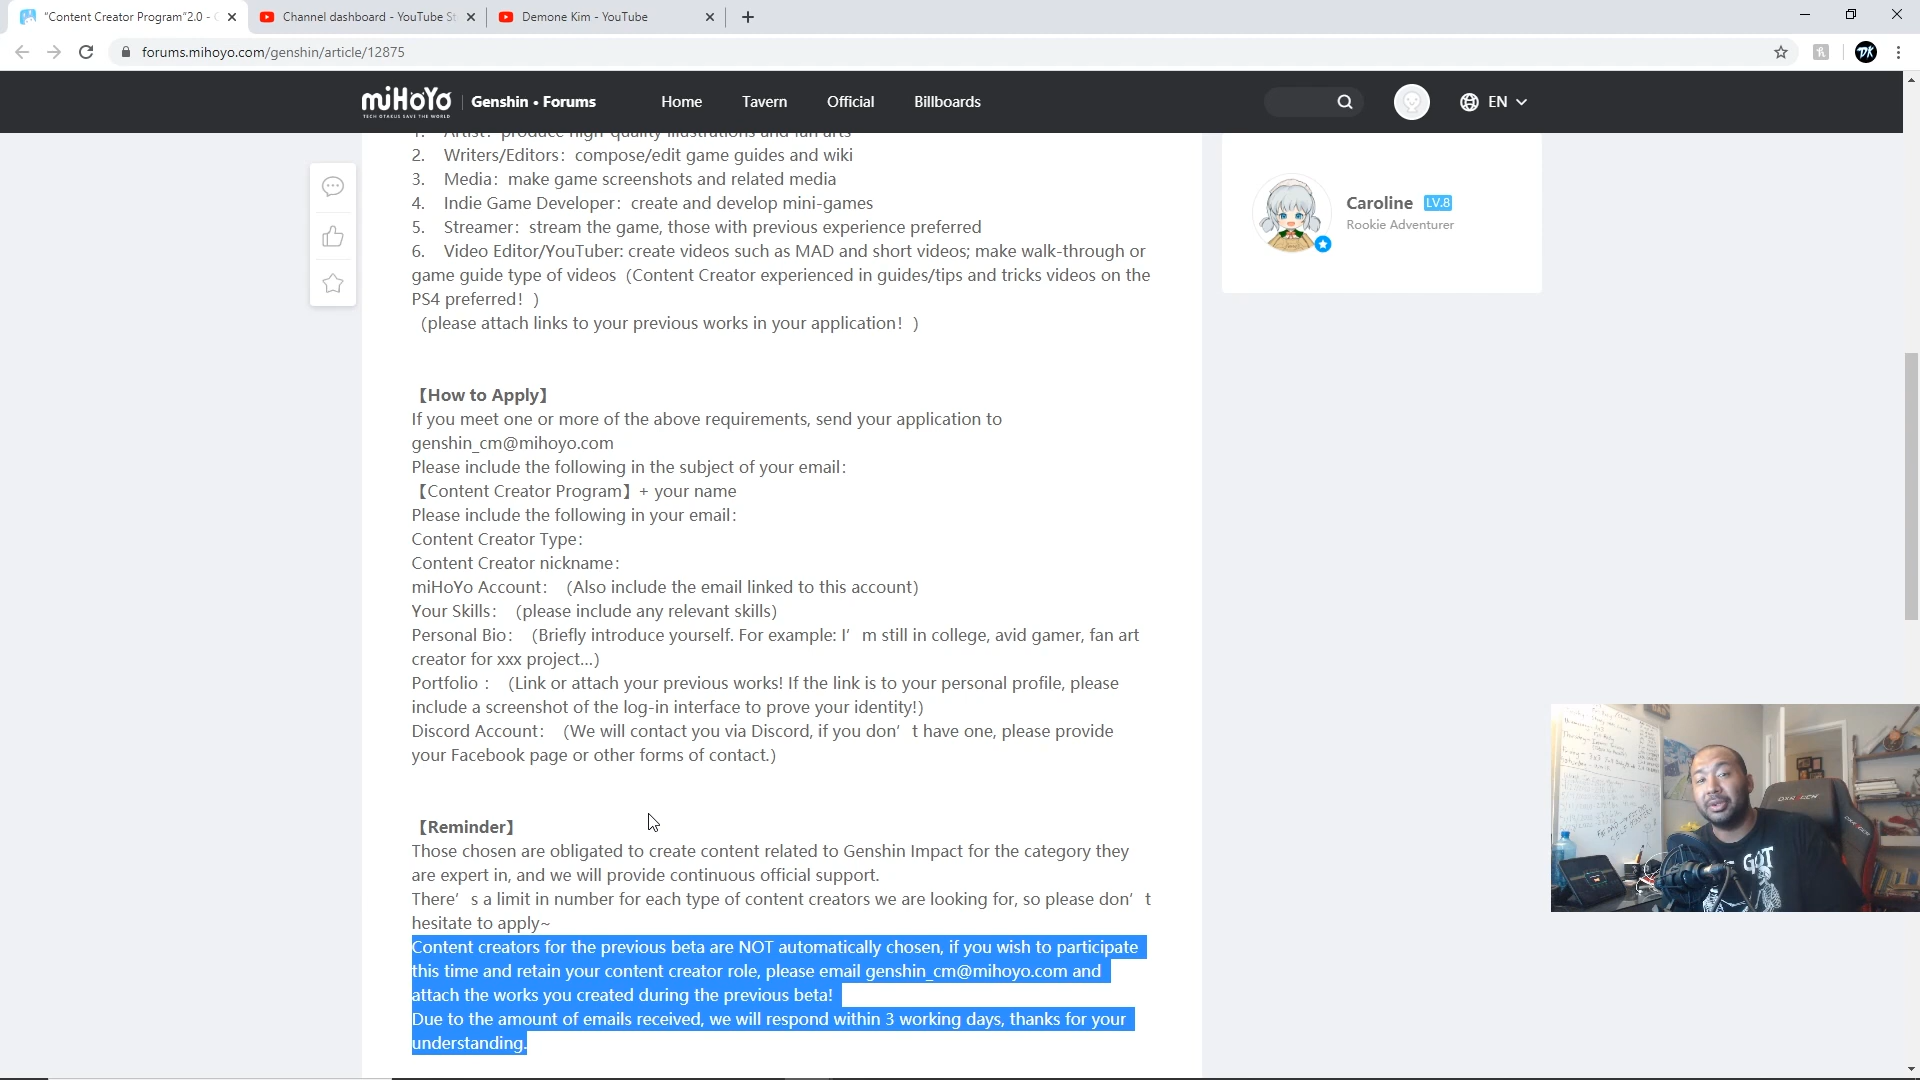 "Content Creator Program"2.0 -
Channel dashboard - YouTube St
Demone Kim - YouTube
forums.mihoyo.com/genshin/article/12875
miHoYo
TECH OTAKUS SAVE THE WORLD
Genshin • Forums
Home
Tavern
Official
Billboards
EN
1. Artist: produce high-quality illustrations and fan arts
2. Writers/Editors: compose/edit game guides and wiki
3. Media: make game screenshots and related media
4. Indie Game Developer: create and develop mini-games
5. Streamer: stream the game, those with previous experience preferred
6. Video Editor/YouTuber: create videos such as MAD and short videos; make walk-through or
game guide type of videos (Content Creator experienced in guides/tips and tricks videos on the
PS4 preferred! )
(please attach links to your previous works in your application! )
Caroline LV.8
Rookie Adventurer
【How to Apply】
If you meet one or more of the above requirements, send your application to
genshin_cm@mihoyo.com
Please include the following in the subject of your email:
【Content Creator Program】+ your name
Please include the following in your email:
Content Creator Type:
Content Creator nickname:
miHoYo Account: (Also include the email linked to this account)
Your Skills: (please include any relevant skills)
Personal Bio: (Briefly introduce yourself. For example: I' m still in college, avid gamer, fan art
creator for xxx project...)
Portfolio : (Link or attach your previous works! If the link is to your personal profile, please
include a screenshot of the log-in interface to prove your identity!)
Discord Account: (We will contact you via Discord, if you don' t have one, please provide
your Facebook page or other forms of contact.)
【Reminder】
Those chosen are obligated to create content related to Genshin Impact for the category they
are expert in, and we will provide continuous official support.
There' s a limit in number for each type of content creators we are looking for, so please don' t
hesitate to apply~
Content creators for the previous beta are NOT automatically chosen, if you wish to participate
this time and retain your content creator role, please email genshin_cm@mihoyo.com and
attach the works you created during the previous beta!
Due to the amount of emails received, we will respond within 3 working days, thanks for your
understanding.